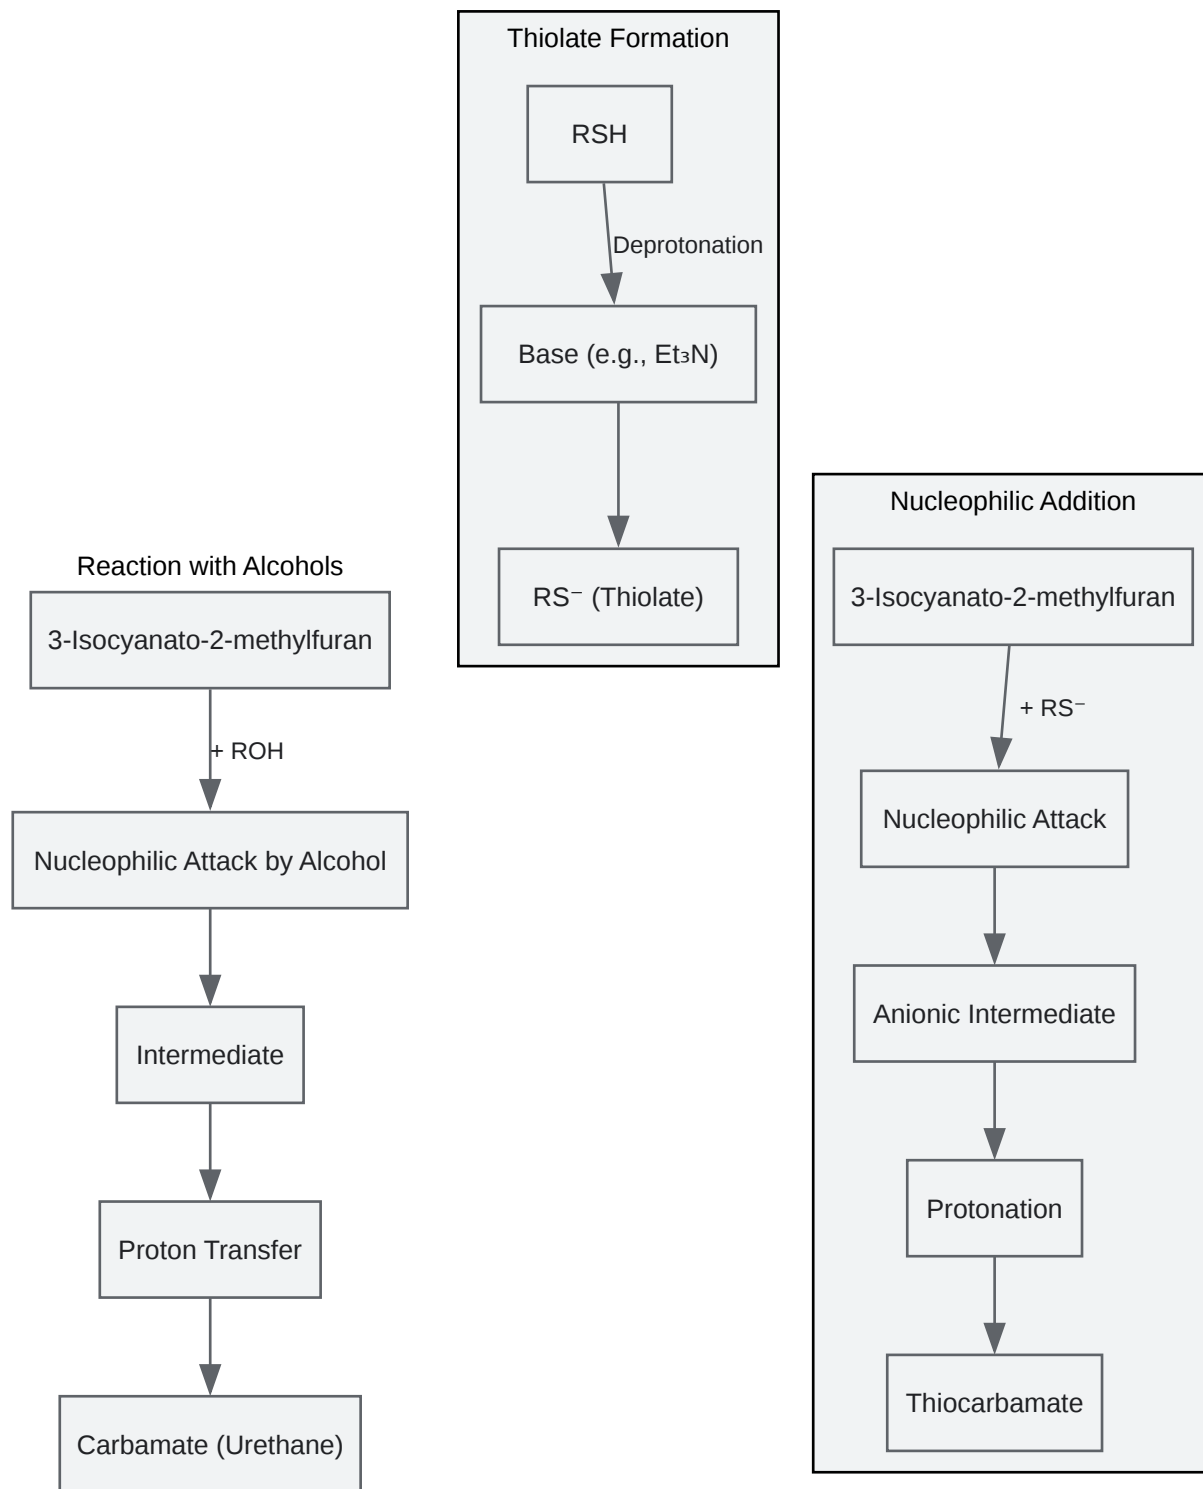 Thiolate Formation
RSH
Deprotonation
Base (e.g., Et₃N)
RS⁻ (Thiolate)
Reaction with Alcohols
3-Isocyanato-2-methylfuran
+ ROH
Nucleophilic Attack by Alcohol
Intermediate
Proton Transfer
Carbamate (Urethane)
Nucleophilic Addition
3-Isocyanato-2-methylfuran
+ RS⁻
Nucleophilic Attack
Anionic Intermediate
Protonation
Thiocarbamate